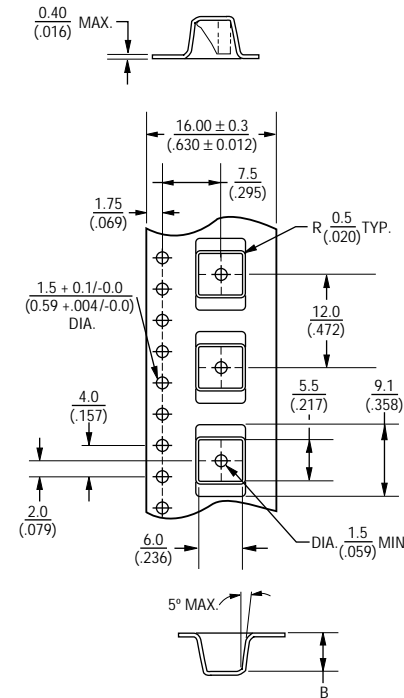 0.40
(.016) MAX.
16.00 ± 0.3
(.630 ± 0.012)
7.5
(.295)
1.75
(.069)
R 0.5
(.020) TYP.
1.5 + 0.1/-0.0
(0.59 +.004/-0.0)
DIA.
12.0
(.472)
4.0
(.157)
5.5
(.217)
9.1
(.358)
2.0
(.079)
6.0
(.236)
DIA. 1.5
(.059) MIN
5º MAX.
B